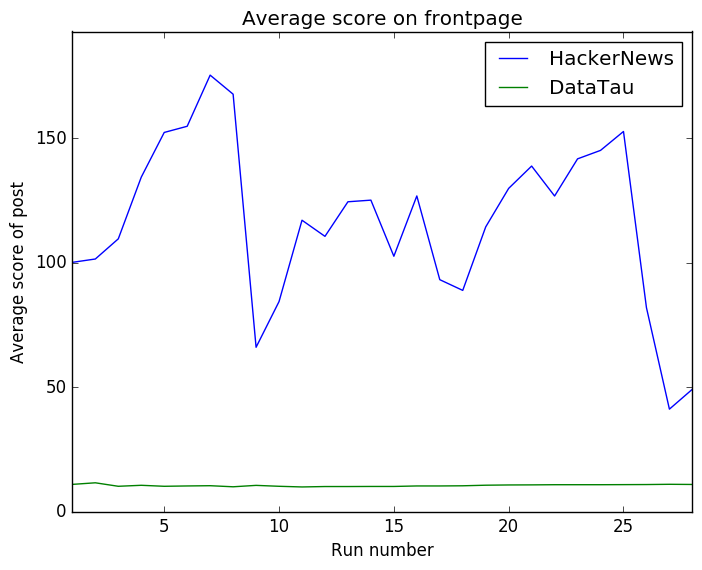 Average score on frontpage
HackerNews
DataTau
Average score of post
150
100
50
0
5
10
15
20
25
Run number